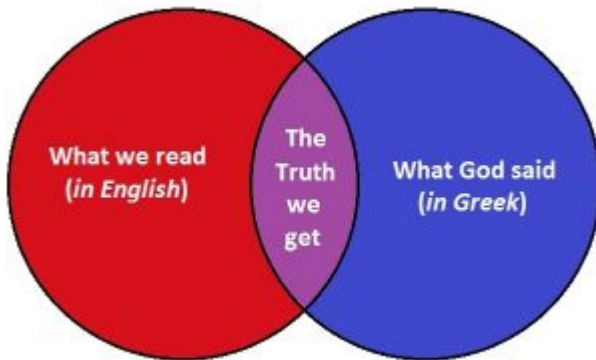 What we read
(in English)
The
Truth
we
get
What God said
(in Greek)